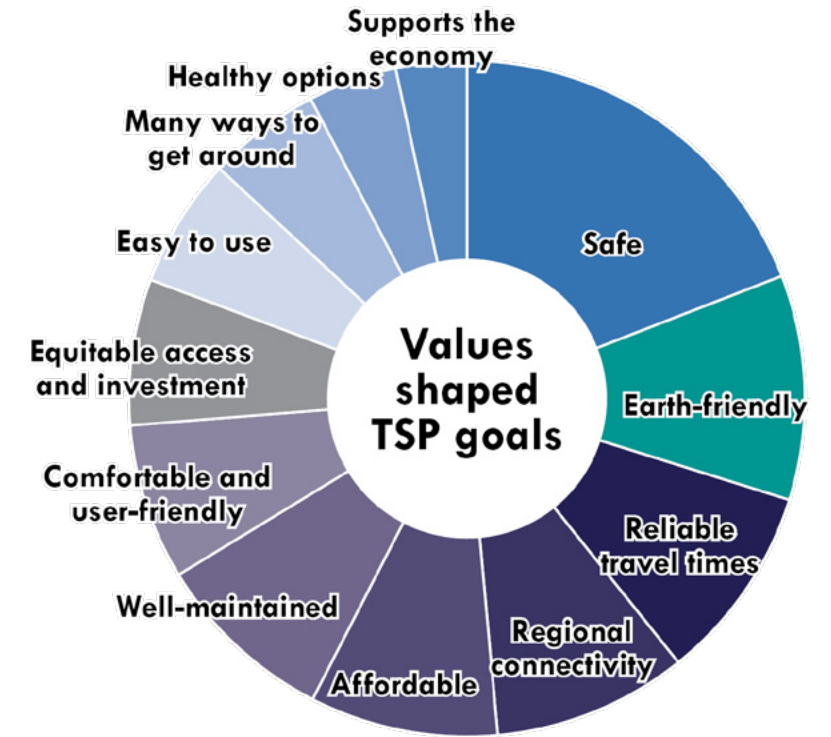 Supports the
economy
Healthy options
Many ways to
get around
Easy to use
Safe
Equitable access
and investment
Values
shaped
TSP goals
Earth-friendly
Comfortable and
user-friendly
Reliable
travel times
Well-maintained
Regional
connectivity
Affordable